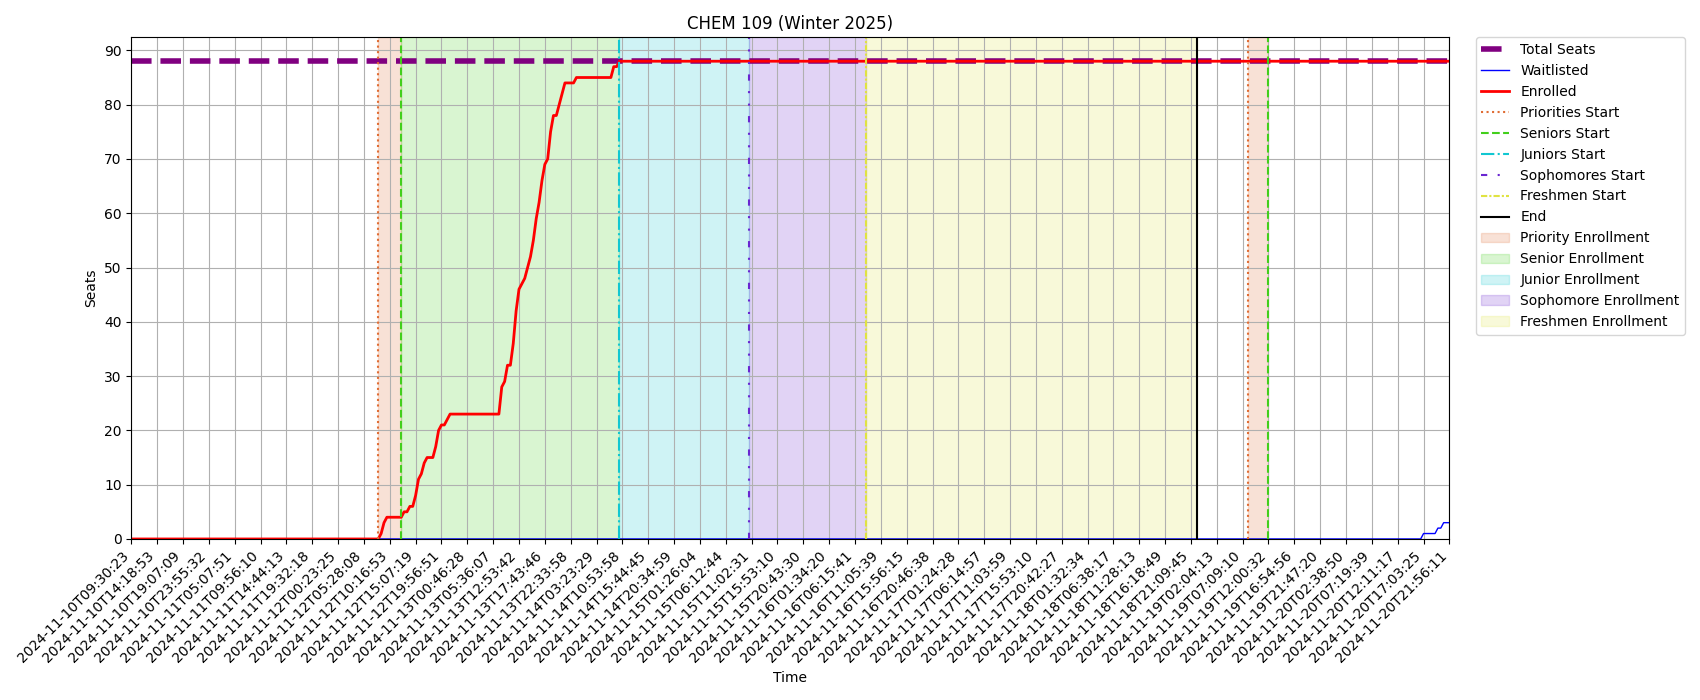 CHEM 109 (Winter 2025)
Seats
90
80
70
60
50
40
30
20
10
0
2024-11-10T09:30:23
2024-11-10T14:18:53
2024-11-10T19:07:09
2024-11-10T23:55:32
2024-11-11T05:07:51
2024-11-11T09:56:10
2024-11-11T14:44:13
2024-11-11T19:32:18
2024-11-12T00:23:25
2024-11-12T05:28:08
2024-11-12T10:16:53
2024-11-12T15:07:19
2024-11-12T19:56:51
2024-11-13T00:46:28
2024-11-13T05:36:07
2024-11-13T12:53:42
2024-11-13T17:43:46
2024-11-13T22:33:58
2024-11-14T03:23:29
2024-11-14T10:53:58
2024-11-14T15:44:45
2024-11-14T20:34:59
2024-11-15T01:26:04
2024-11-15T06:12:44
2024-11-15T11:02:31
2024-11-15T15:53:10
2024-11-15T20:43:30
2024-11-16T01:34:20
2024-11-16T06:15:41
2024-11-16T11:05:39
2024-11-16T15:56:15
2024-11-16T20:46:38
2024-11-17T01:24:28
2024-11-17T06:14:57
2024-11-17T11:03:59
2024-11-17T15:53:10
2024-11-17T20:42:27
2024-11-18T01:32:34
2024-11-18T06:38:17
2024-11-18T11:28:13
2024-11-18T16:18:49
2024-11-18T21:09:45
2024-11-19T02:04:13
2024-11-19T07:09:10
2024-11-19T12:00:32
2024-11-19T16:54:56
2024-11-19T21:47:20
2024-11-20T02:38:50
2024-11-20T07:19:39
2024-11-20T12:11:17
2024-11-20T17:03:25
2024-11-20T21:56:11
Time
Total Seats
Waitlisted
Enrolled
Priorities Start
Seniors Start
Juniors Start
Sophomores Start
Freshmen Start
End
Priority Enrollment
Senior Enrollment
Junior Enrollment
Sophomore Enrollment
Freshmen Enrollment